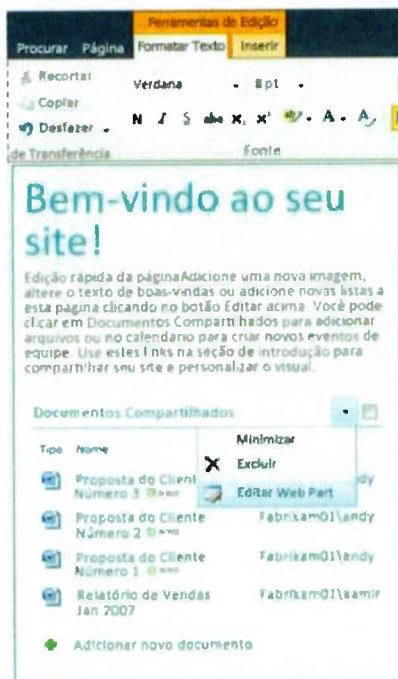 Ferramentas de Edição
Procurar Página Formatar Texto Inserir
Recortar
Copiar
Desfazer
Verdana 8pt
N I S abc x, x² A A
de Transferência Fonte
Bem-vindo ao seu
site!
Edição rápida da páginaAdicione uma nova imagem,
altere o texto de boas-vindas ou adicione novas listas a
esta página clicando no botão Editar acima. Você pode
clicar em Documentos Compartilhados para adicionar
arquivos ou no calendário para criar novos eventos de
equipe. Use estes links na seção de introdução para
compartilhar seu site e personalizar o visual.
Documentos Compartilhados
Minimizar
Excluir
Editar Web Part
Tipo Nome
Proposta do Client dy
Número 3
Proposta do Cliente Fabrikam01\andy
Número 2
Proposta do Cliente Fabrikam01\andy
Número 1
Relatório de Vendas Fabrikam01\samir
Jan 2007
Adicionar novo documento